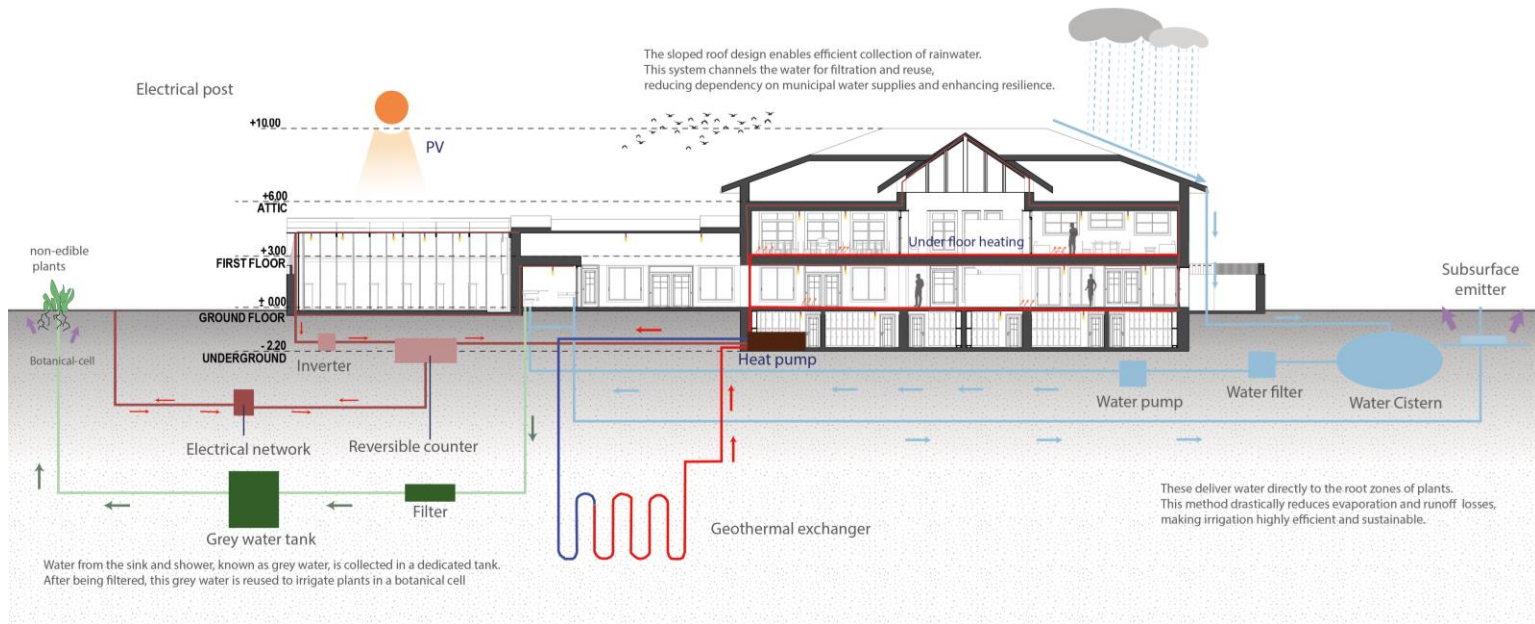 The sloped roof design enables efficient collection of rainwater.
This system channels the water for filtration and reuse,
reducing dependency on municipal water supplies and enhancing resilience.
Electrical post
+10.00
PV
+6.00
ATTIC
non-edible
plants
+3.00
FIRST FLOOR
Under floor heating
Subsurface
emitter
± 0.00
GROUND FLOOR
Botanical-cell
- 2.20
UNDERGROUND
Inverter
Heat pump
Water pump
Water filter
Water Cistern
Electrical network
Reversible counter
Filter
Grey water tank
Geothermal exchanger
These deliver water directly to the root zones of plants.
This method drastically reduces evaporation and runoff losses,
making irrigation highly efficient and sustainable.
Water from the sink and shower, known as grey water, is collected in a dedicated tank.
After being filtered, this grey water is reused to irrigate plants in a botanical cell